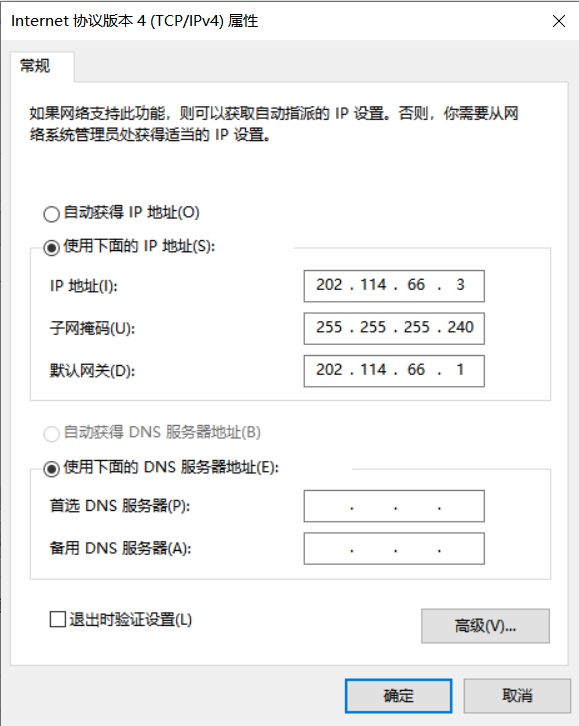 Internet 协议版本 4 (TCP/IPv4) 属性
常规
如果网络支持此功能，则可以获取自动指派的 IP 设置。否则，你需要从网
络系统管理员处获得适当的 IP 设置。
自动获得 IP 地址(O)
使用下面的 IP 地址(S):
IP 地址(I): 202 . 114 . 66 . 3
子网掩码(U): 255 . 255 . 255 . 240
默认网关(D): 202 . 114 . 66 . 1
自动获得 DNS 服务器地址(B)
使用下面的 DNS 服务器地址(E):
首选 DNS 服务器(P): . . .
备用 DNS 服务器(A): . . .
退出时验证设置(L)
高级(V)...
确定 取消